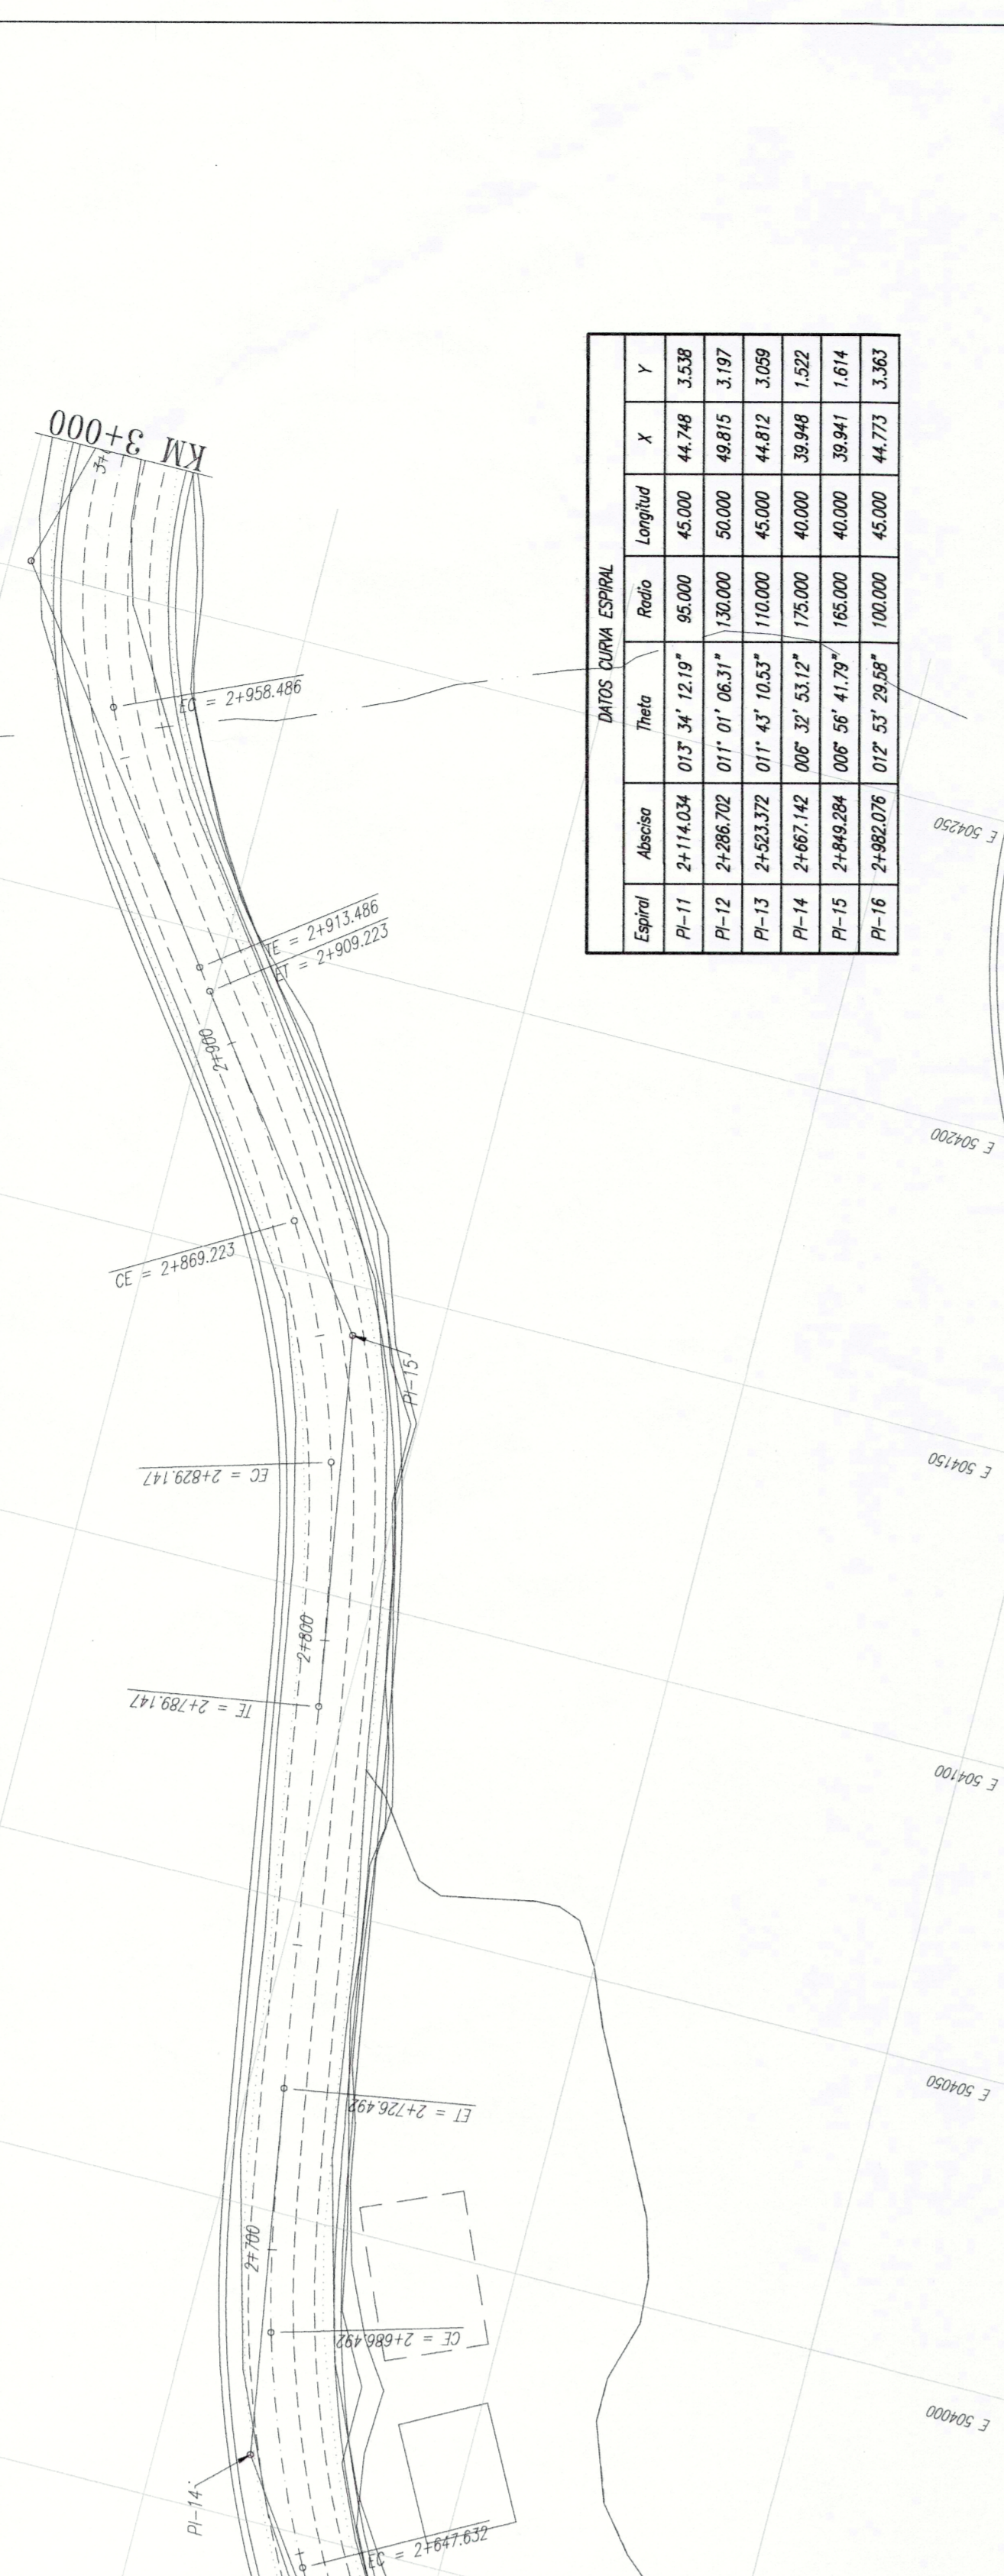 KM 3+000
3+
EC = 2+958.486
TE = 2+913.486
ET = 2+909.223
2+900
CE = 2+869.223
PI-15
EC = 2+829.147
2+800
TE = 2+789.147
ET = 2+726.492
2+700
CE = 2+686.492
PI-14
EC = 2+647.632
DATOS CURVA ESPIRAL
Espiral Abscisa Theta Radio Longitud X Y
PI-11 2+114.034 013° 34' 12.19" 95.000 45.000 44.748 3.538
PI-12 2+286.702 011° 01' 06.31" 130.000 50.000 49.815 3.197
PI-13 2+523.372 011° 43' 10.53" 110.000 45.000 44.812 3.059
PI-14 2+667.142 006° 32' 53.12" 175.000 40.000 39.948 1.522
PI-15 2+849.284 006° 56' 41.79" 165.000 40.000 39.941 1.614
PI-16 2+982.076 012° 53' 29.58" 100.000 45.000 44.773 3.363
E 504250
E 504200
E 504150
E 504100
E 504050
E 504000